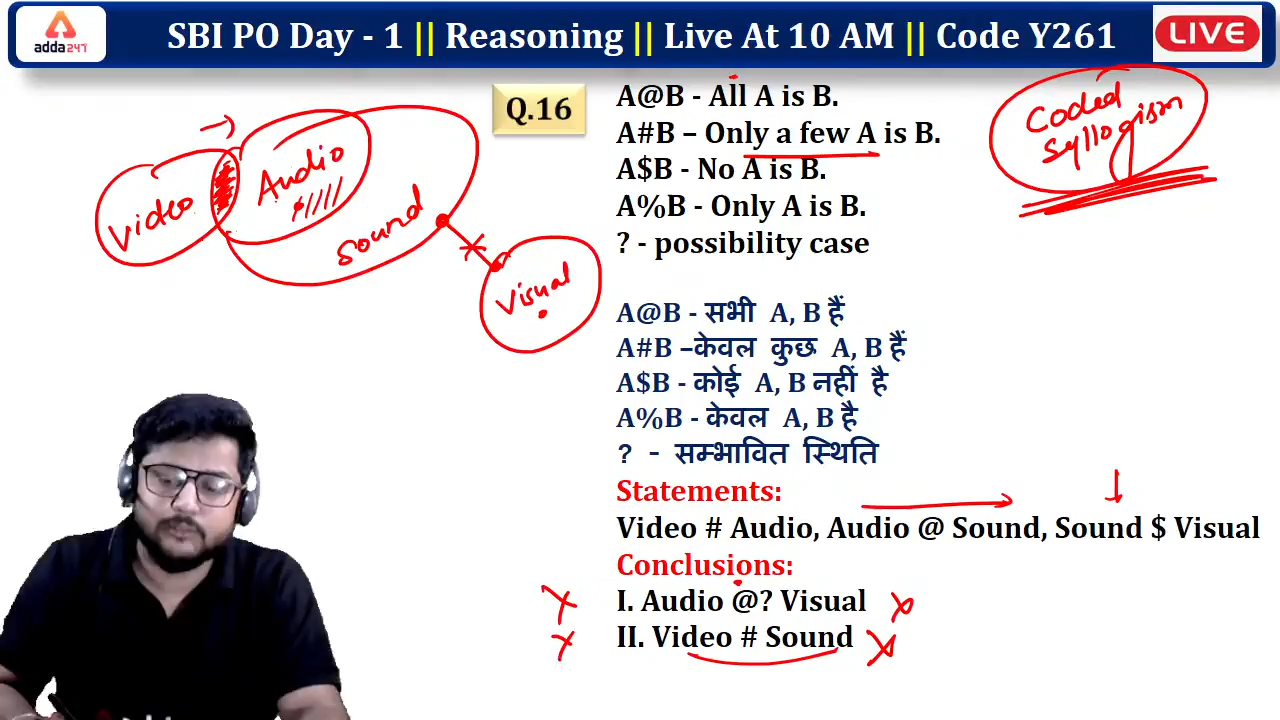 adda247
SBI PO Day - 1 || Reasoning || Live At 10 AM || Code Y261
LIVE
Q.16
A@B - All A is B.
A#B – Only a few A is B.
A$B - No A is B.
A%B - Only A is B.
? - possibility case
Coded
Syllogism
Video
Audio
Sound
Visual
A@B - सभी A, B हैं
A#B –केवल कुछ A, B हैं
A$B - कोई A, B नहीं है
A%B - केवल A, B है
? - सम्भावित स्थिति
Statements:
Video # Audio, Audio @ Sound, Sound $ Visual
Conclusions:
I. Audio @? Visual
II. Video # Sound